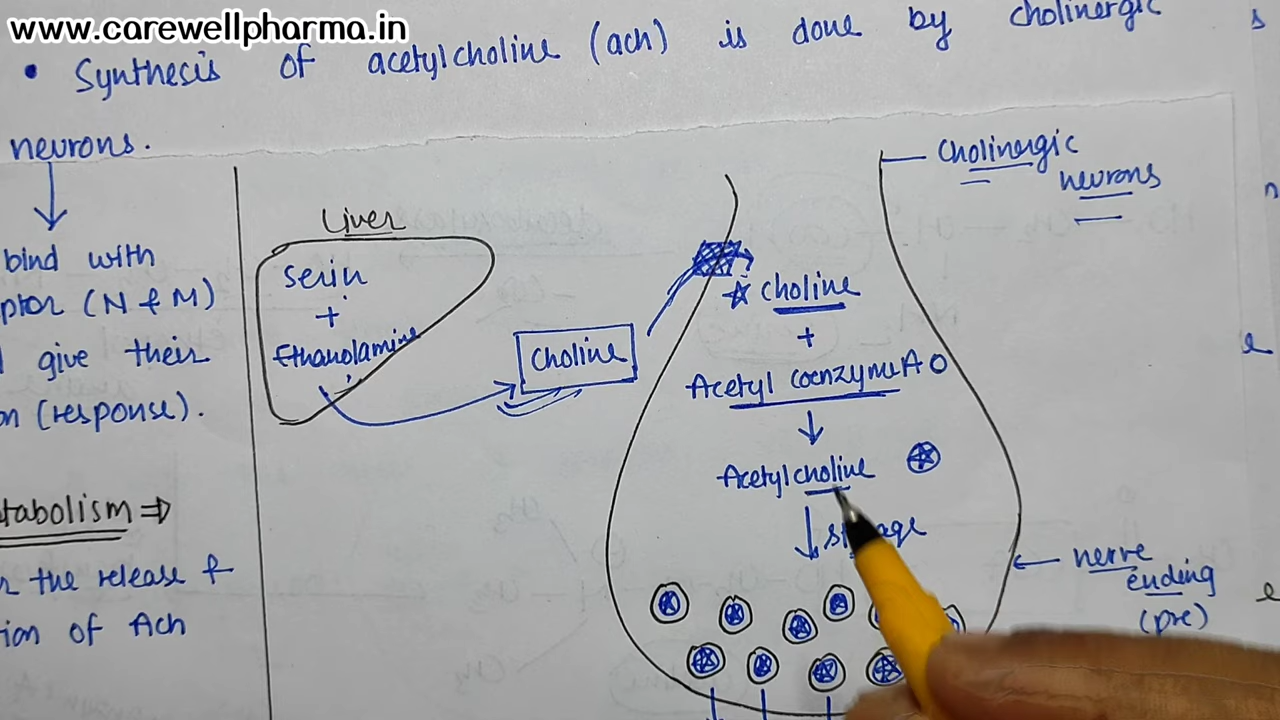 www.carewellpharma.in
• Synthesis of acetylcholine (ach) is done by cholinergic
neurons.
bind with
ptor (N & M)
give their
on (response).
tabolism ⇒
r the release &
tion of Ach
Liver
Serin
+
Ethanolamine
Choline
Cholinergic
neurons
choline
+
Acetyl coenzyme A
Acetylcholine
nerve
ending
(pre)